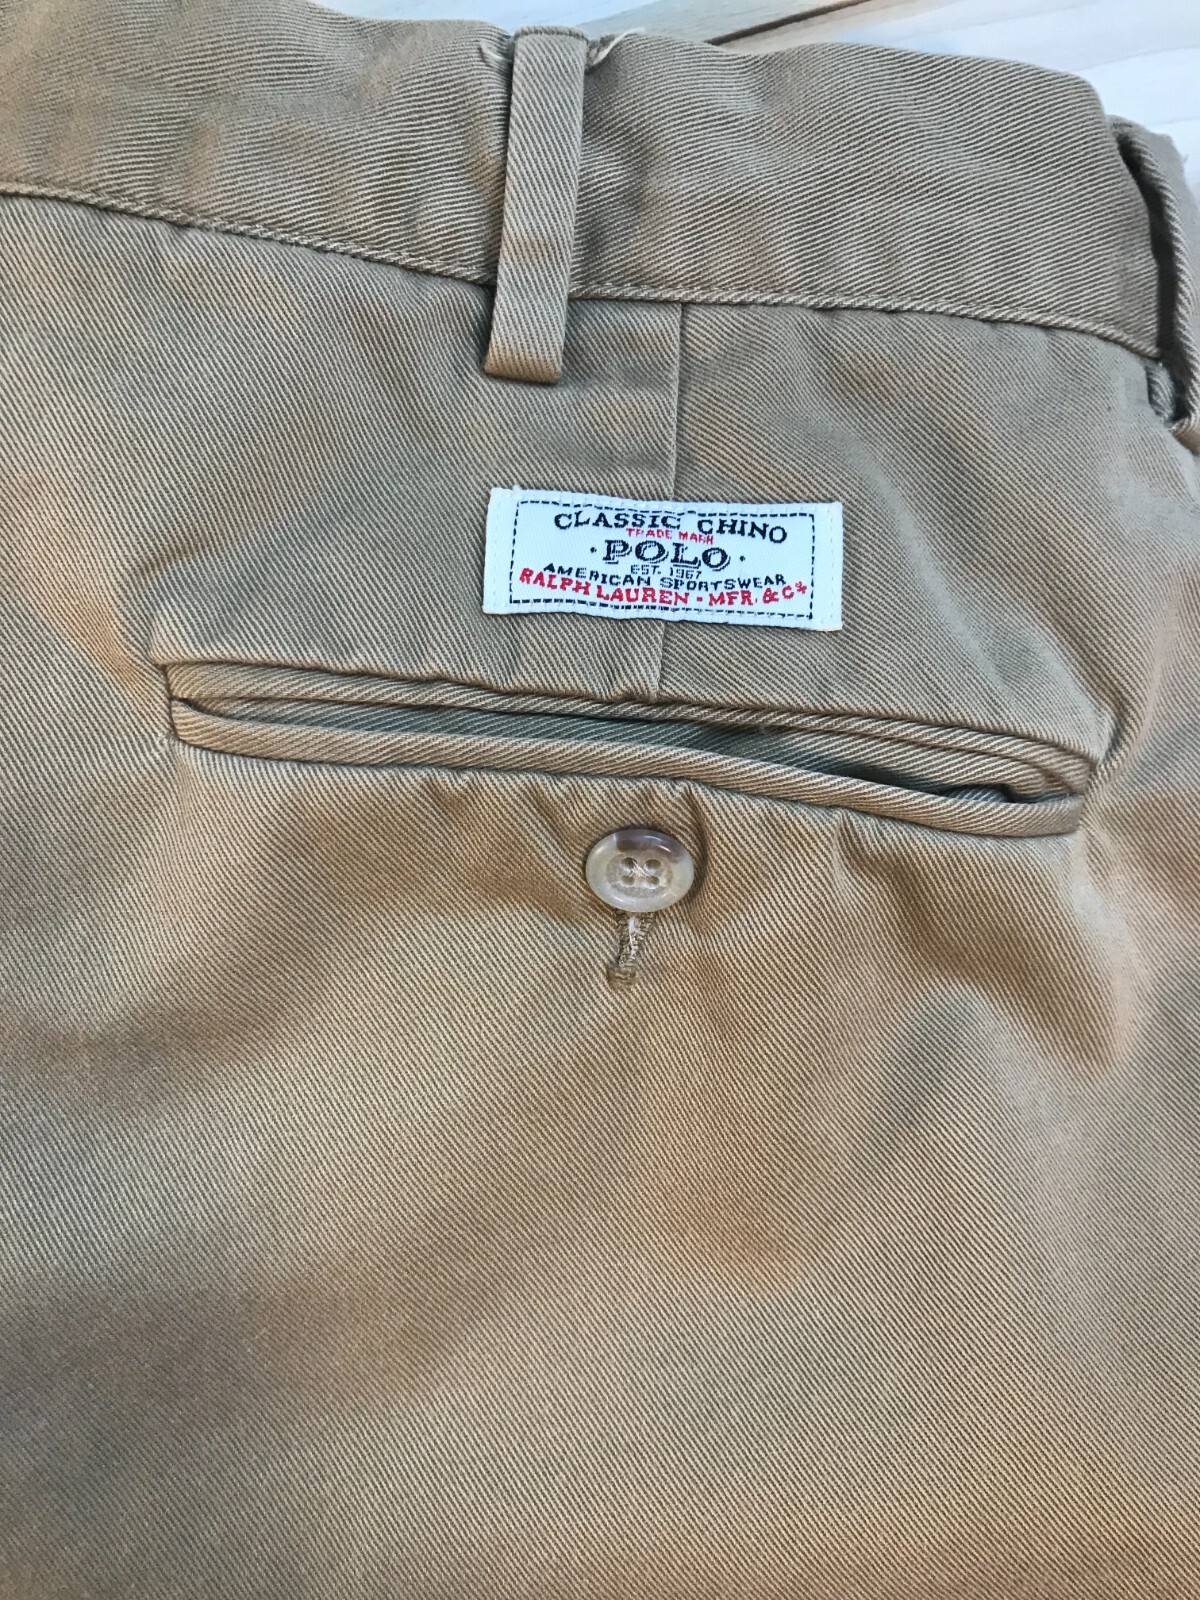 CLASSIC CHINO
TRADE MARK
· POLO ·
EST. 1967
AMERICAN SPORTSWEAR
RALPH LAUREN - MFR. & Cº